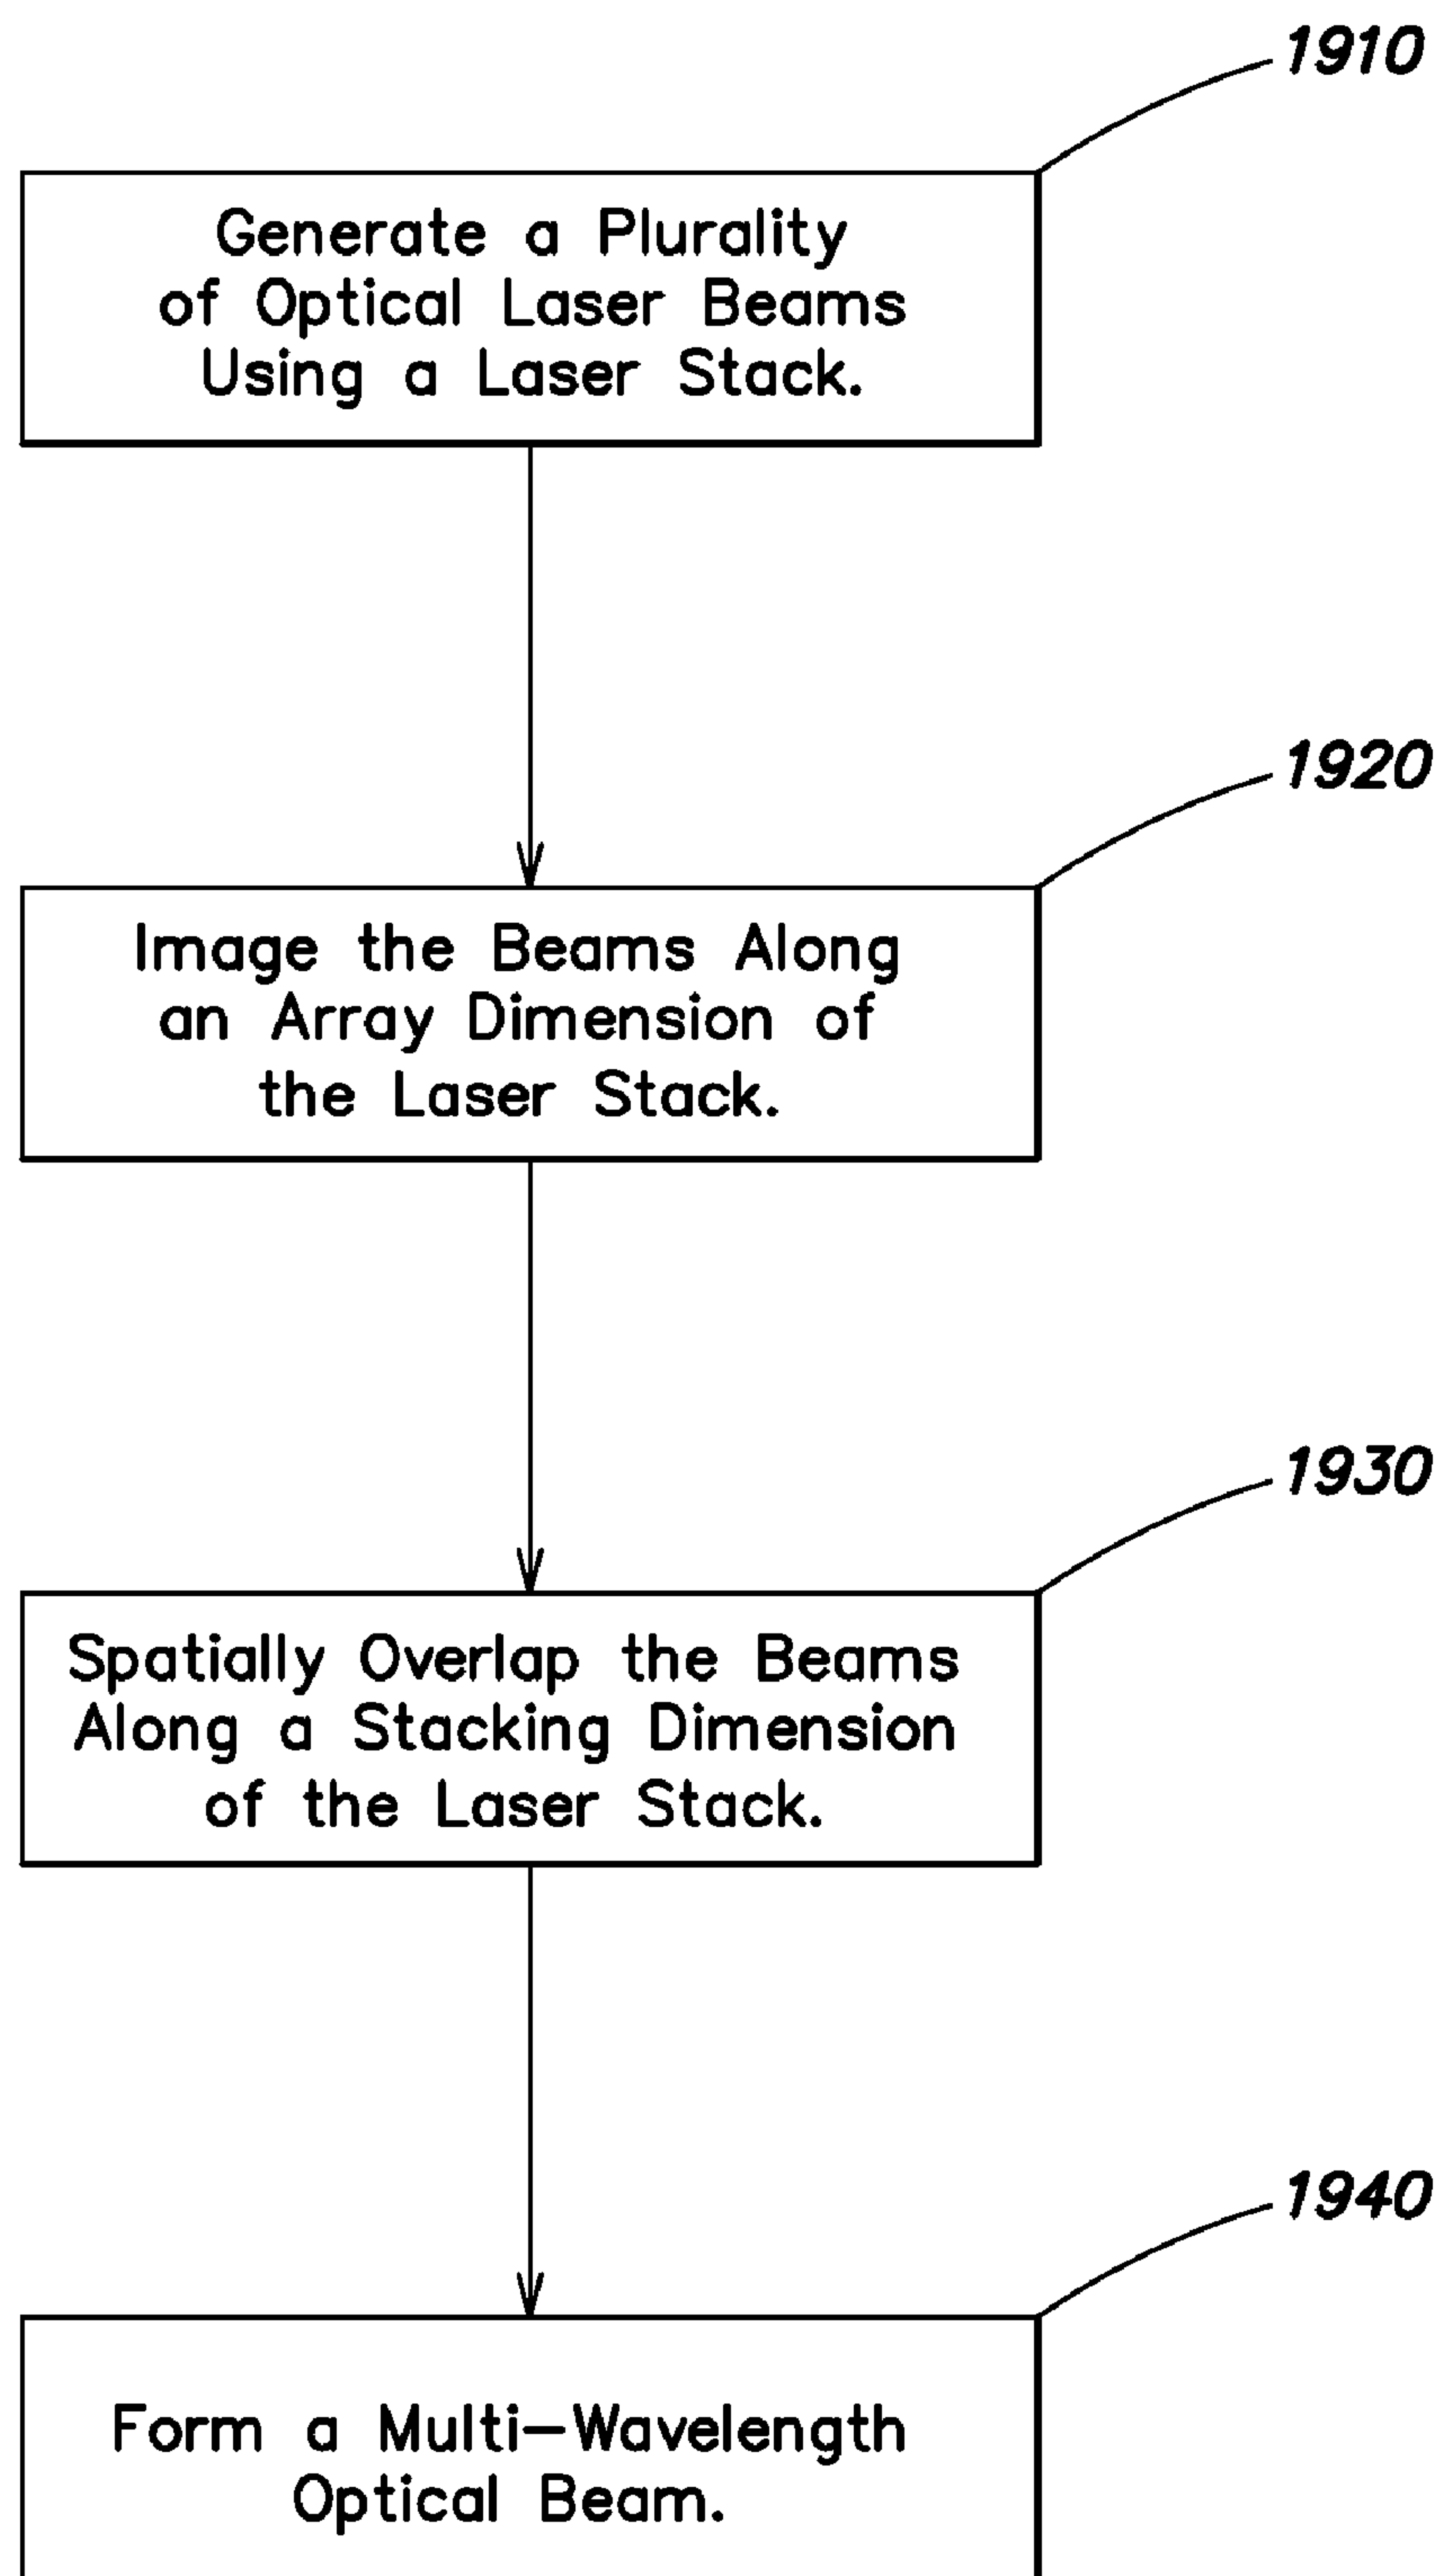 1910
Generate a Plurality
of Optical Laser Beams
Using a Laser Stack.
1920
Image the Beams Along
an Array Dimension of
the Laser Stack.
1930
Spatially Overlap the Beams
Along a Stacking Dimension
of the Laser Stack.
1940
Form a Multi-Wavelength
Optical Beam.